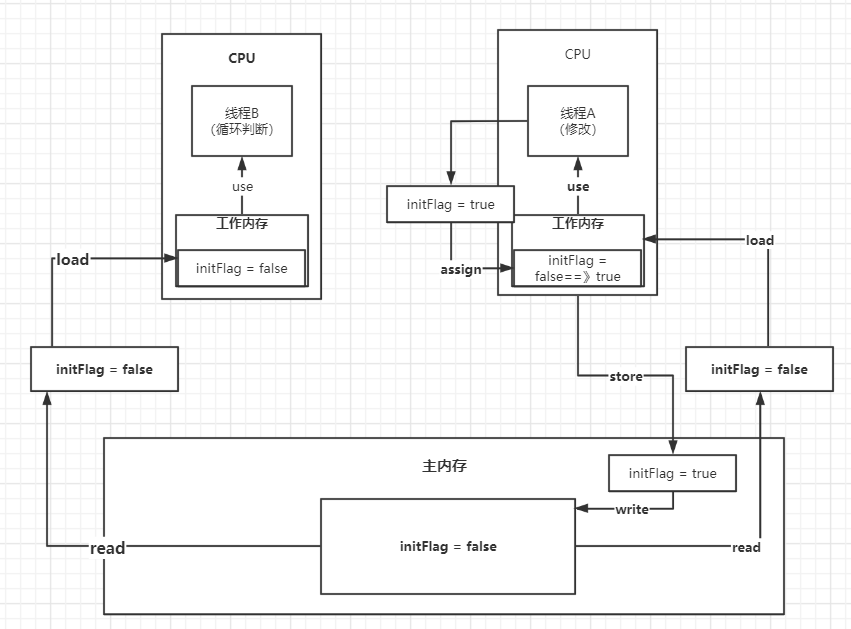 CPU
线程B
（循环判断）
use
工作内存
initFlag = false
load
initFlag = false
CPU
线程A
（修改）
initFlag = true
use
工作内存
assign
initFlag =
false==》true
load
initFlag = false
store
主内存
initFlag = true
write
initFlag = false
read
read